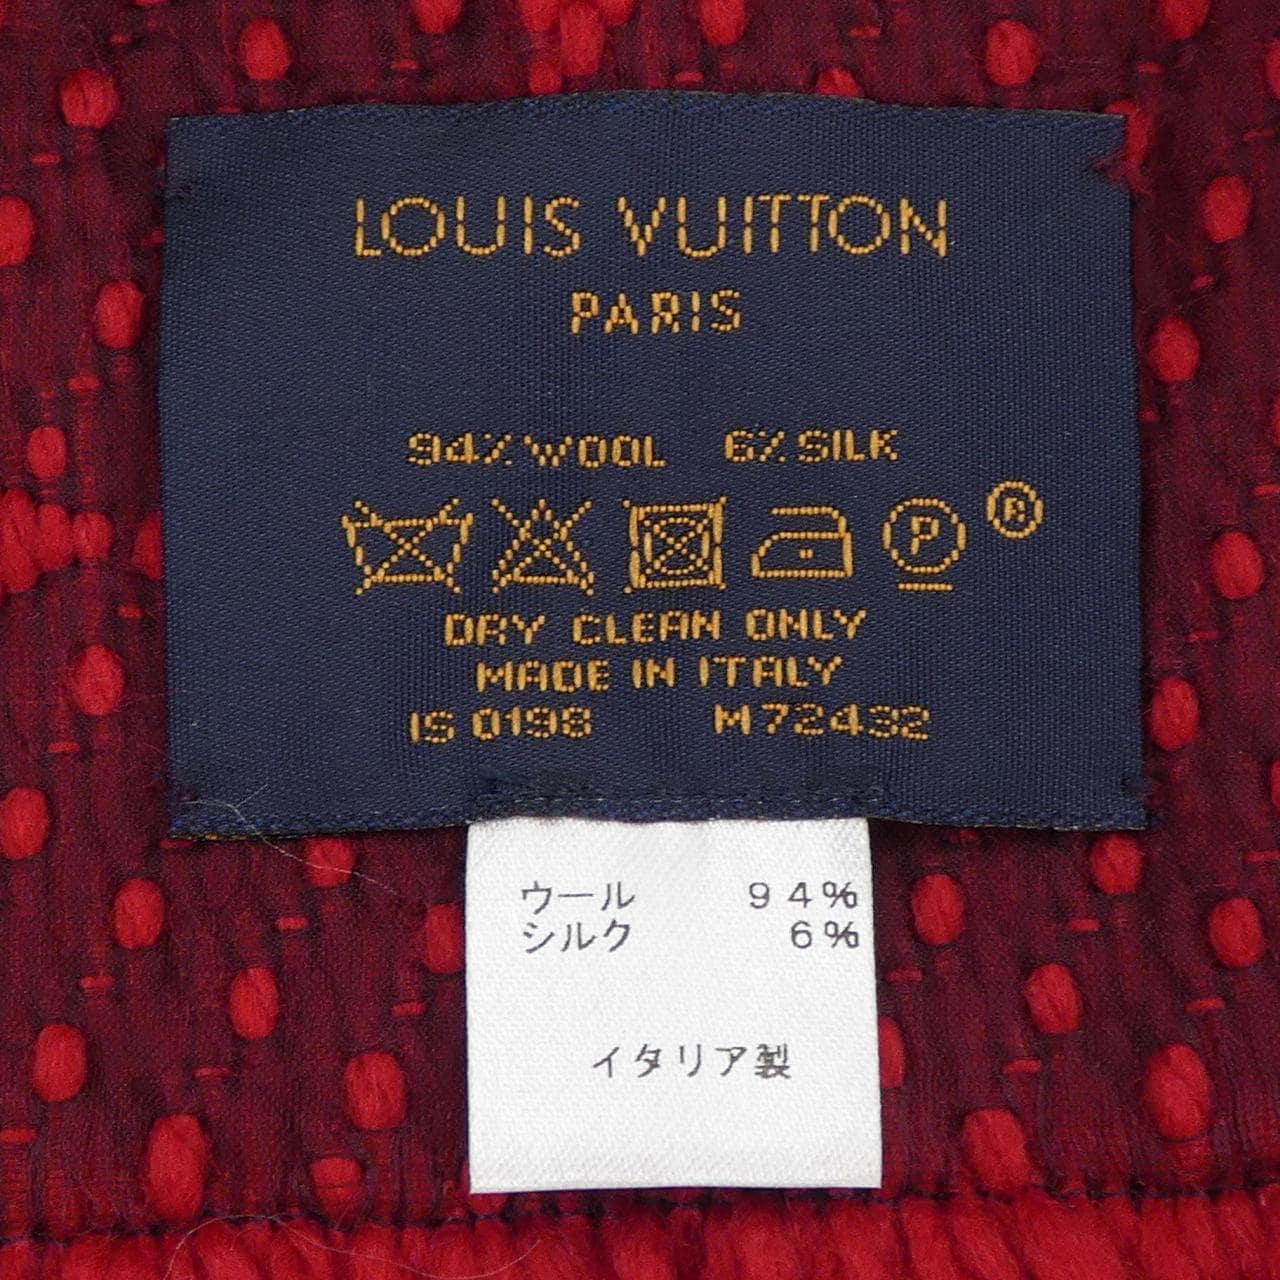 LOUIS VUITTON
PARIS
94% WOOL 6% SILK
P ®
DRY CLEAN ONLY
MADE IN ITALY
IS 0198 M72432
ウール 94%
シルク 6%
イタリア製